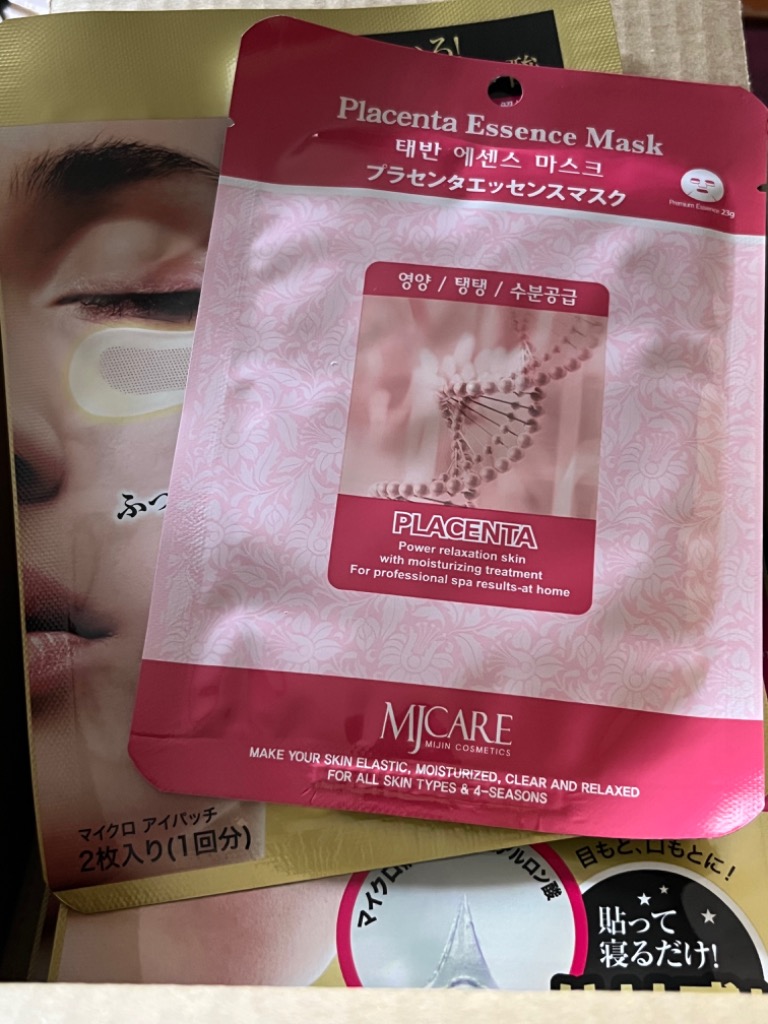 Placenta Essence Mask
태반 에센스 마스크
プラセンタエッセンスマスク
Premium Essence 23g
영양 / 탱탱 / 수분공급
PLACENTA
Power relaxation skin
with moisturizing treatment
For professional spa results-at home
MJCARE
MIJIN COSMETICS
MAKE YOUR SKIN ELASTIC, MOISTURIZED, CLEAR AND RELAXED
FOR ALL SKIN TYPES & 4-SEASONS
マイクロ アイパッチ
2枚入り(1回分)
目もと、口もとに!
貼って
寝るだけ!